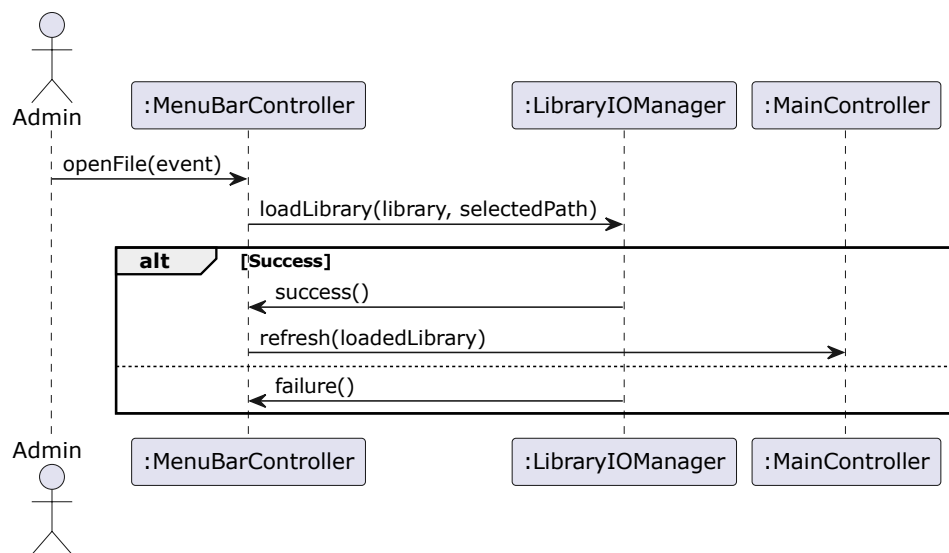 Admin
:MenuBarController
:LibraryIOManager
:MainController
openFile(event)
loadLibrary(library, selectedPath)
alt
[Success]
success()
refresh(loadedLibrary)
failure()
Admin
:MenuBarController
:LibraryIOManager
:MainController